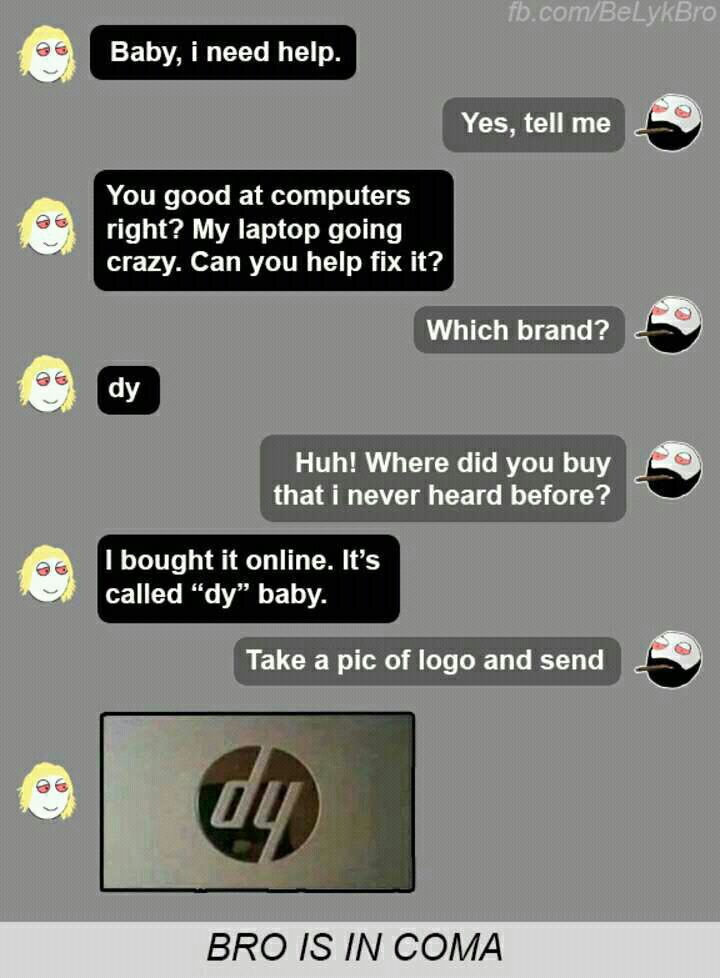 fb.com/BeLykBro
Baby, i need help.
Yes, tell me
You good at computers
right? My laptop going
crazy. Can you help fix it?
Which brand?
dy
Huh! Where did you buy
that i never heard before?
I bought it online. It’s
called “dy” baby.
Take a pic of logo and send
dy
BRO IS IN COMA